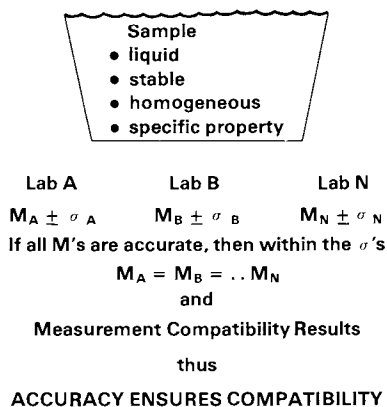 Sample
• liquid
• stable
• homogeneous
• specific property
Lab A Lab B Lab N
M_A ± σ_A M_B ± σ_B M_N ± σ_N
If all M's are accurate, then within the σ's
M_A = M_B = .. M_N
and
Measurement Compatibility Results
thus
ACCURACY ENSURES COMPATIBILITY